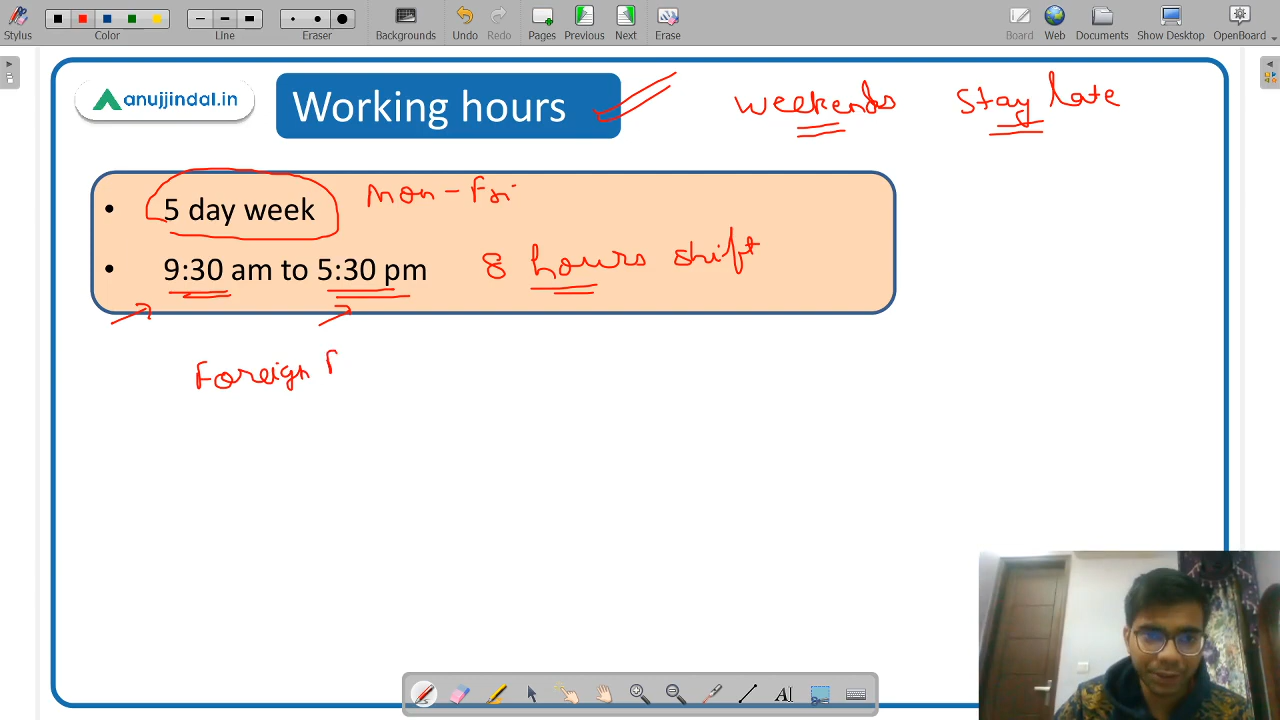 Stylus
Color
Line
Eraser
Backgrounds
Undo
Redo
Pages
Previous
Next
Erase
Board
Web
Documents
Show Desktop
OpenBoard
anujjindal.in
Working hours
weekends
Stay late
• 5 day week Mon - Fri
• 9:30 am to 5:30 pm 8 hours shift
Foreign